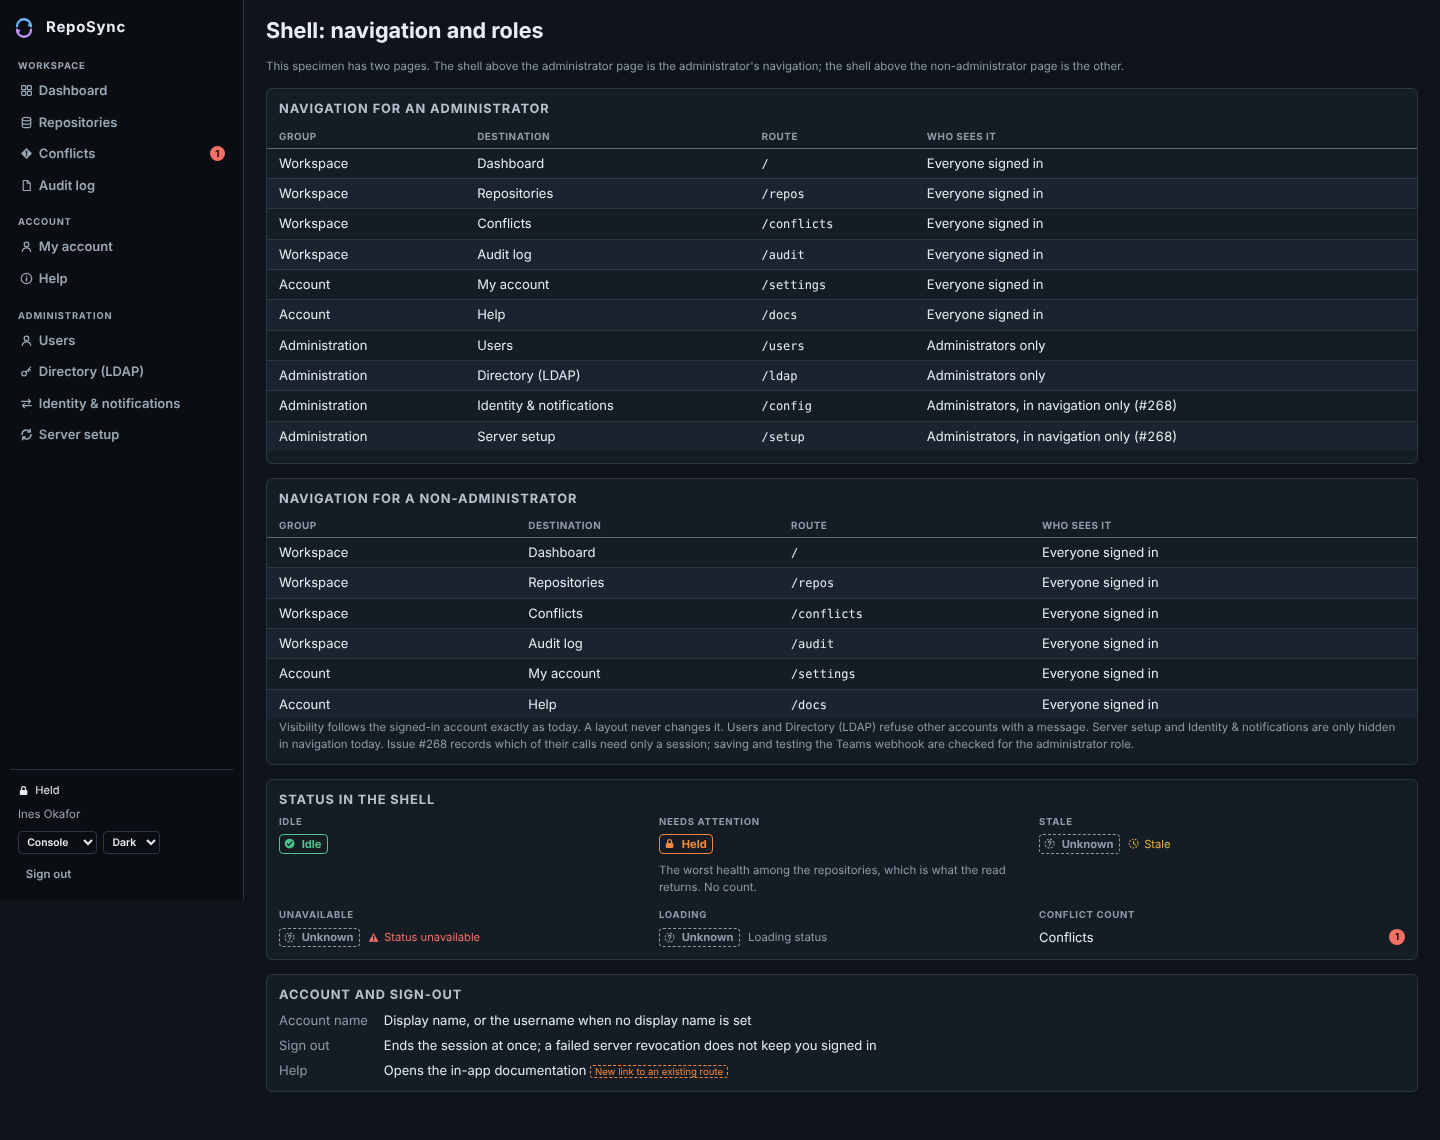 RepoSync
WORKSPACE
Dashboard
Repositories
Conflicts 1
Audit log
ACCOUNT
My account
Help
ADMINISTRATION
Users
Directory (LDAP)
Identity & notifications
Server setup
Held
Ines Okafor
Console Dark
Sign out
Shell: navigation and roles
This specimen has two pages. The shell above the administrator page is the administrator's navigation; the shell above the non-administrator page is the other.
NAVIGATION FOR AN ADMINISTRATOR
GROUP DESTINATION ROUTE WHO SEES IT
Workspace Dashboard / Everyone signed in
Workspace Repositories /repos Everyone signed in
Workspace Conflicts /conflicts Everyone signed in
Workspace Audit log /audit Everyone signed in
Account My account /settings Everyone signed in
Account Help /docs Everyone signed in
Administration Users /users Administrators only
Administration Directory (LDAP) /ldap Administrators only
Administration Identity & notifications /config Administrators, in navigation only (#268)
Administration Server setup /setup Administrators, in navigation only (#268)
NAVIGATION FOR A NON-ADMINISTRATOR
GROUP DESTINATION ROUTE WHO SEES IT
Workspace Dashboard / Everyone signed in
Workspace Repositories /repos Everyone signed in
Workspace Conflicts /conflicts Everyone signed in
Workspace Audit log /audit Everyone signed in
Account My account /settings Everyone signed in
Account Help /docs Everyone signed in
Visibility follows the signed-in account exactly as today. A layout never changes it. Users and Directory (LDAP) refuse other accounts with a message. Server setup and Identity & notifications are only hidden
in navigation today. Issue #268 records which of their calls need only a session; saving and testing the Teams webhook are checked for the administrator role.
STATUS IN THE SHELL
IDLE
Idle
NEEDS ATTENTION
Held
The worst health among the repositories, which is what the read
returns. No count.
STALE
Unknown Stale
UNAVAILABLE
Unknown Status unavailable
LOADING
Unknown Loading status
CONFLICT COUNT
Conflicts 1
ACCOUNT AND SIGN-OUT
Account name Display name, or the username when no display name is set
Sign out Ends the session at once; a failed server revocation does not keep you signed in
Help Opens the in-app documentation New link to an existing route